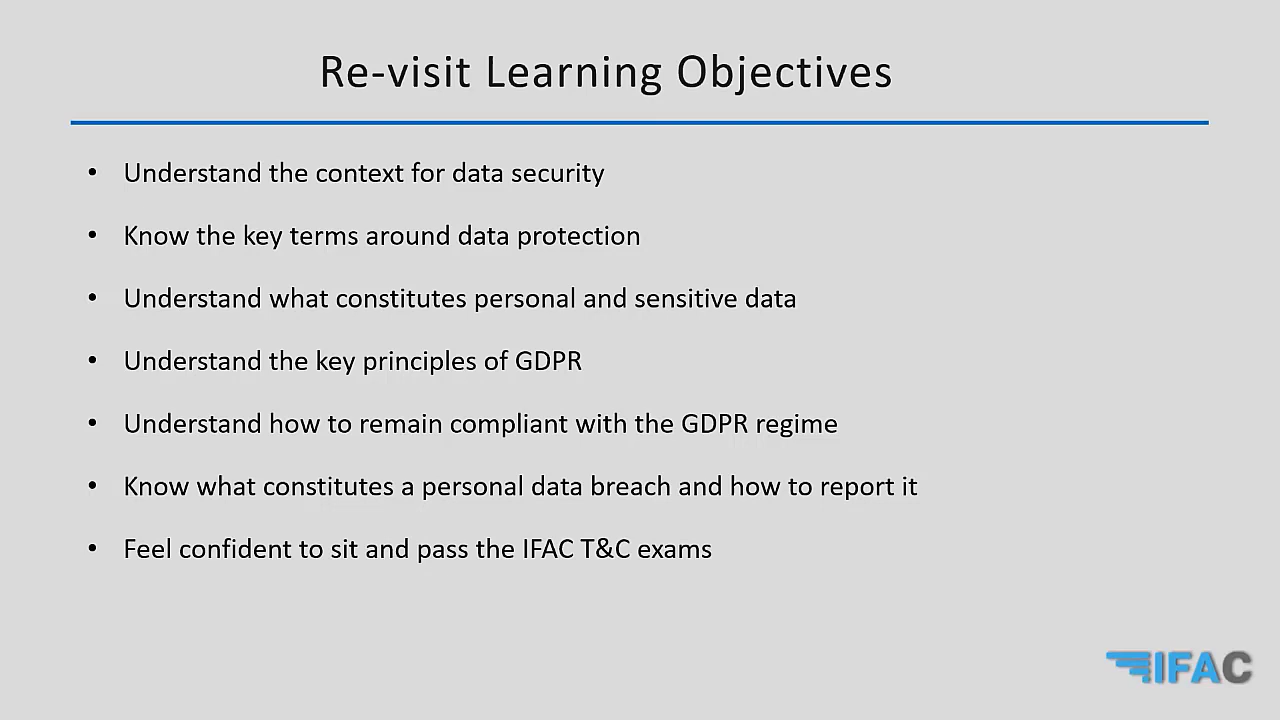 Re-visit Learning Objectives
• Understand the context for data security
• Know the key terms around data protection
• Understand what constitutes personal and sensitive data
• Understand the key principles of GDPR
• Understand how to remain compliant with the GDPR regime
• Know what constitutes a personal data breach and how to report it
• Feel confident to sit and pass the IFAC T&C exams
IFAC